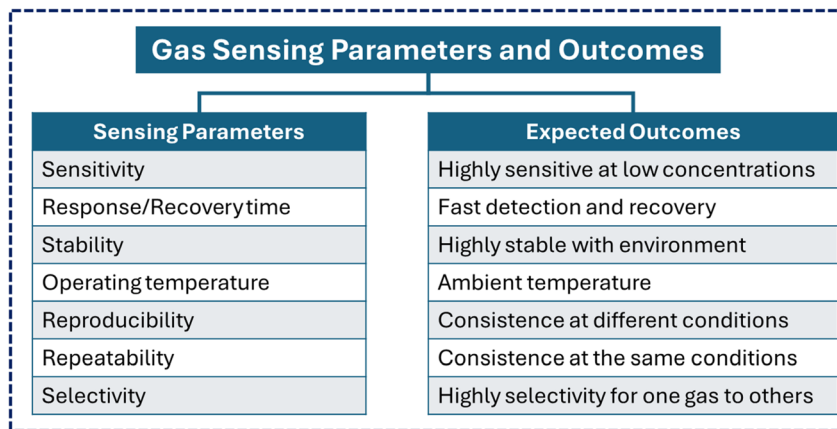 Gas Sensing Parameters and Outcomes
Sensing Parameters
Sensitivity
Response/Recovery time
Stability
Operating temperature
Reproducibility
Repeatability
Selectivity
Expected Outcomes
Highly sensitive at low concentrations
Fast detection and recovery
Highly stable with environment
Ambient temperature
Consistence at different conditions
Consistence at the same conditions
Highly selectivity for one gas to others